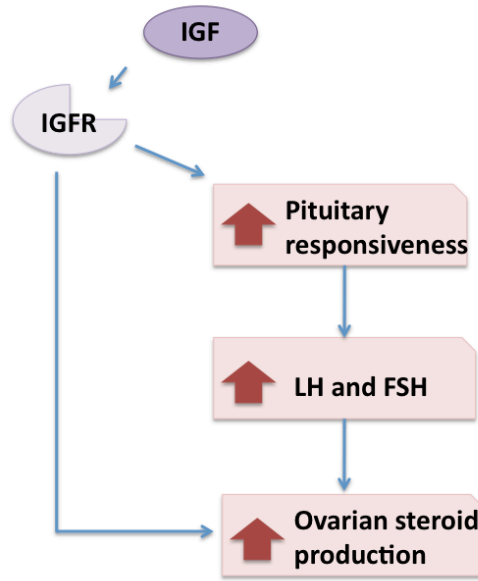 IGF
IGFR
Pituitary
responsiveness
LH and FSH
Ovarian steroid
production